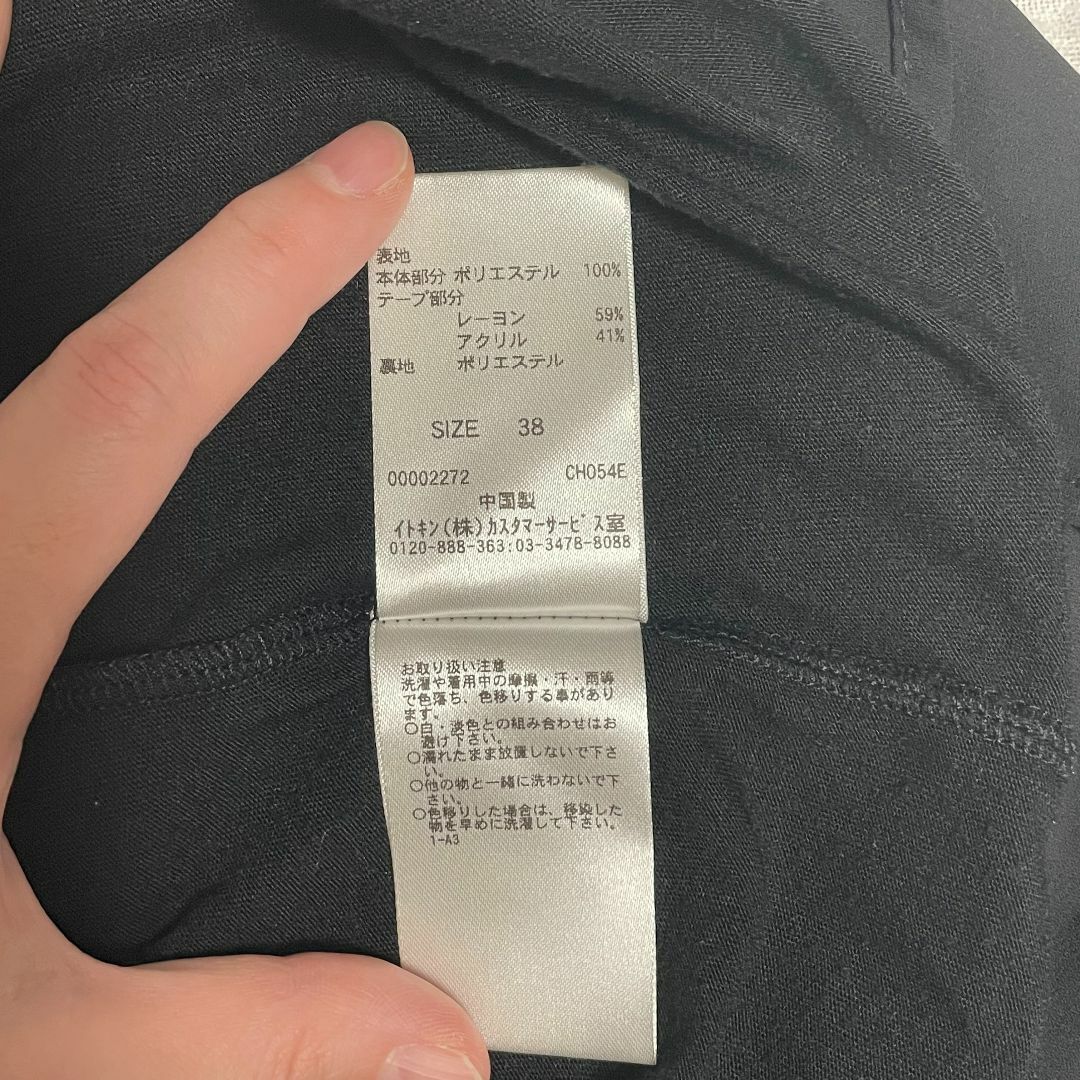 表地
本体部分 ポリエステル 100%
テープ部分
レーヨン 59%
アクリル 41%
裏地 ポリエステル
SIZE 38
00002272 CH054E
中国製
イトキン(株)カスタマーサービス室
0120-888-363:03-3478-8088
お取り扱い注意
洗濯や着用中の摩擦・汗・雨等
で色落ち、色移りする事があり
ます。
○白・淡色との組み合わせはお
避け下さい。
○濡れたまま放置しないで下さ
い。
○他の物と一緒に洗わないで下
さい。
○色移りした場合は、移染した
物を早めに洗濯して下さい。
1-A3